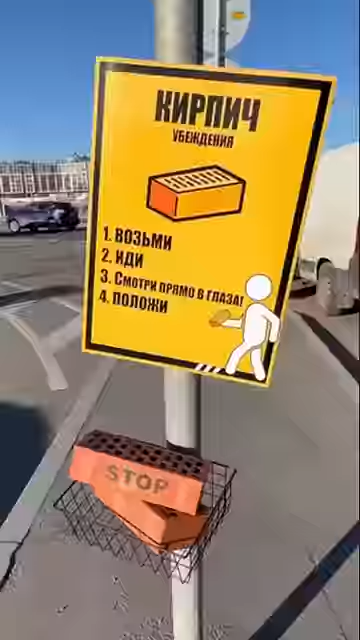 КИРПИЧ
УБЕЖДЕНИЯ
1. ВОЗЬМИ
2. ИДИ
3. СМОТРИ ПРЯМО В ГЛАЗА!
4. ПОЛОЖИ
STOP